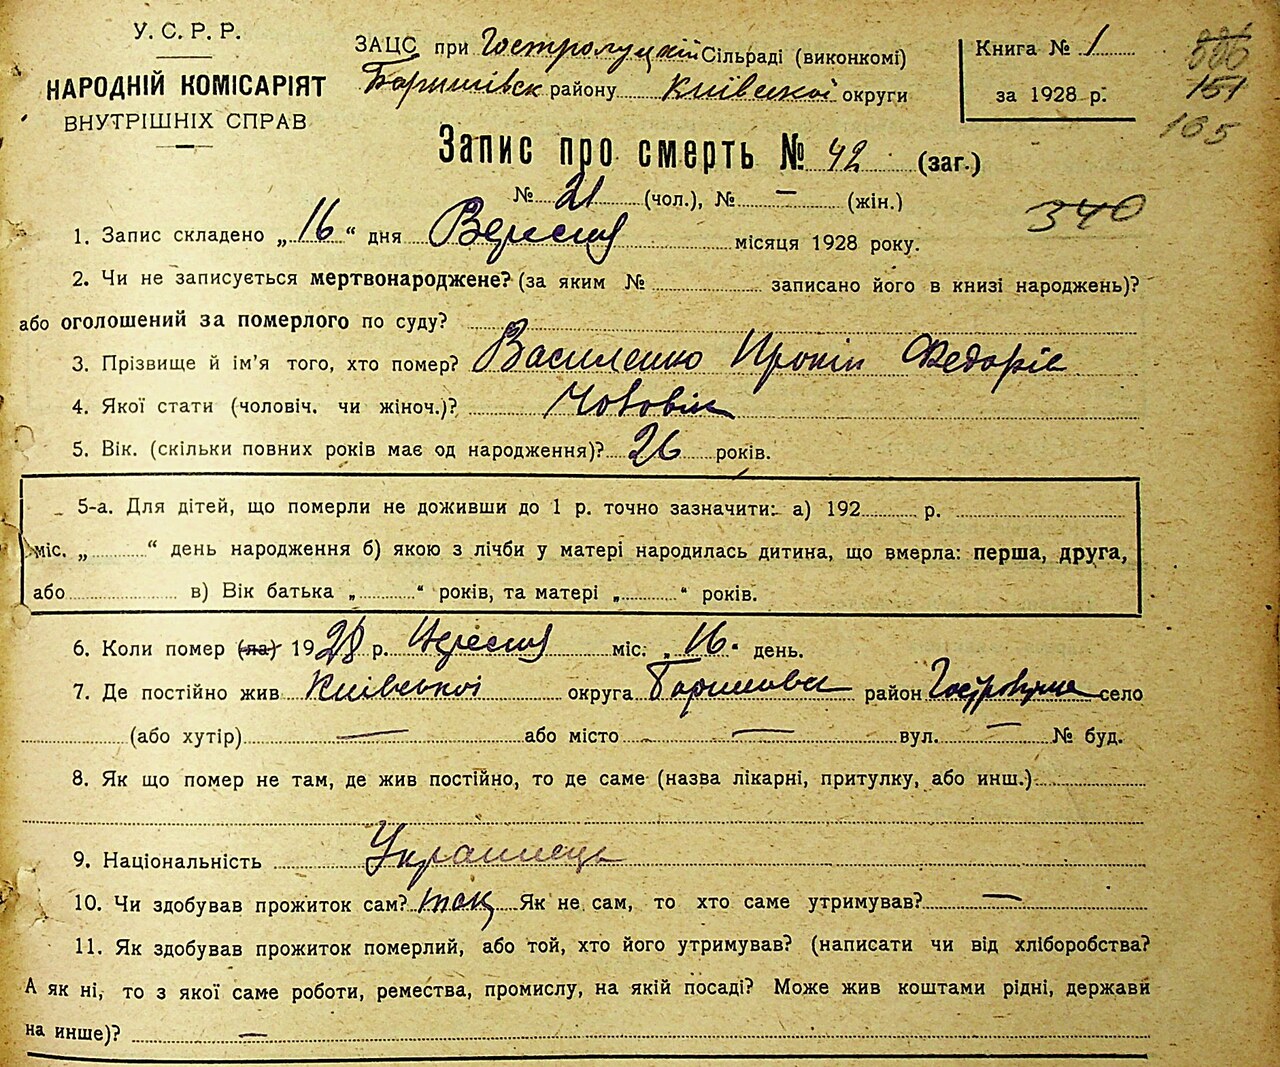 У. С. Р. Р.
НАРОДНІЙ КОМІСАРІЯТ
ВНУТРІШНІХ СПРАВ
ЗАЦС при Гостролуцкій Сільраді (виконкомі)
Баришівск району Київської округи
Книга № 1
за 1928 р.
151
165
Запис про смерть № 42 (заг.)
№ 21 (чол.), № — (жін.)
340
1. Запис складено „16“ дня Вересня місяця 1928 року.
2. Чи не записується мертвонароджене? (за яким № записано його в книзі народжень)?
або оголошений за померлого по суду?
3. Прізвище й ім'я того, хто помер? Василенко Прокіп Федорів
4. Якої стати (чоловіч. чи жіноч.)? Чоловік
5. Вік. (скільки повних років має од народження)? 26 років.
5-а. Для дітей, що померли не доживши до 1 р. точно зазначити: а) 192 р.
міс. „ “ день народження б) якою з лічби у матері народилась дитина, що вмерла: перша, друга,
або в) Вік батька „ “ років, та матері „ “ років.
6. Коли помер (ла) 1928 р. Вересня міс. „16. день.
7. Де постійно жив Київської округа Баришівск район Гостролуча село
(або хутір) — або місто — вул. — № буд.
8. Як що помер не там, де жив постійно, то де саме (назва лікарні, притулку, або инш.)
9. Національність Українець
10. Чи здобував прожиток сам? так Як не сам, то хто саме утримував? —
11. Як здобував прожиток померлий, або той, хто його утримував? (написати чи від хліборобства?
А як ні, то з якої саме роботи, ремества, промислу, на якій посаді? Може жив коштами рідні, держави
на инше)? —